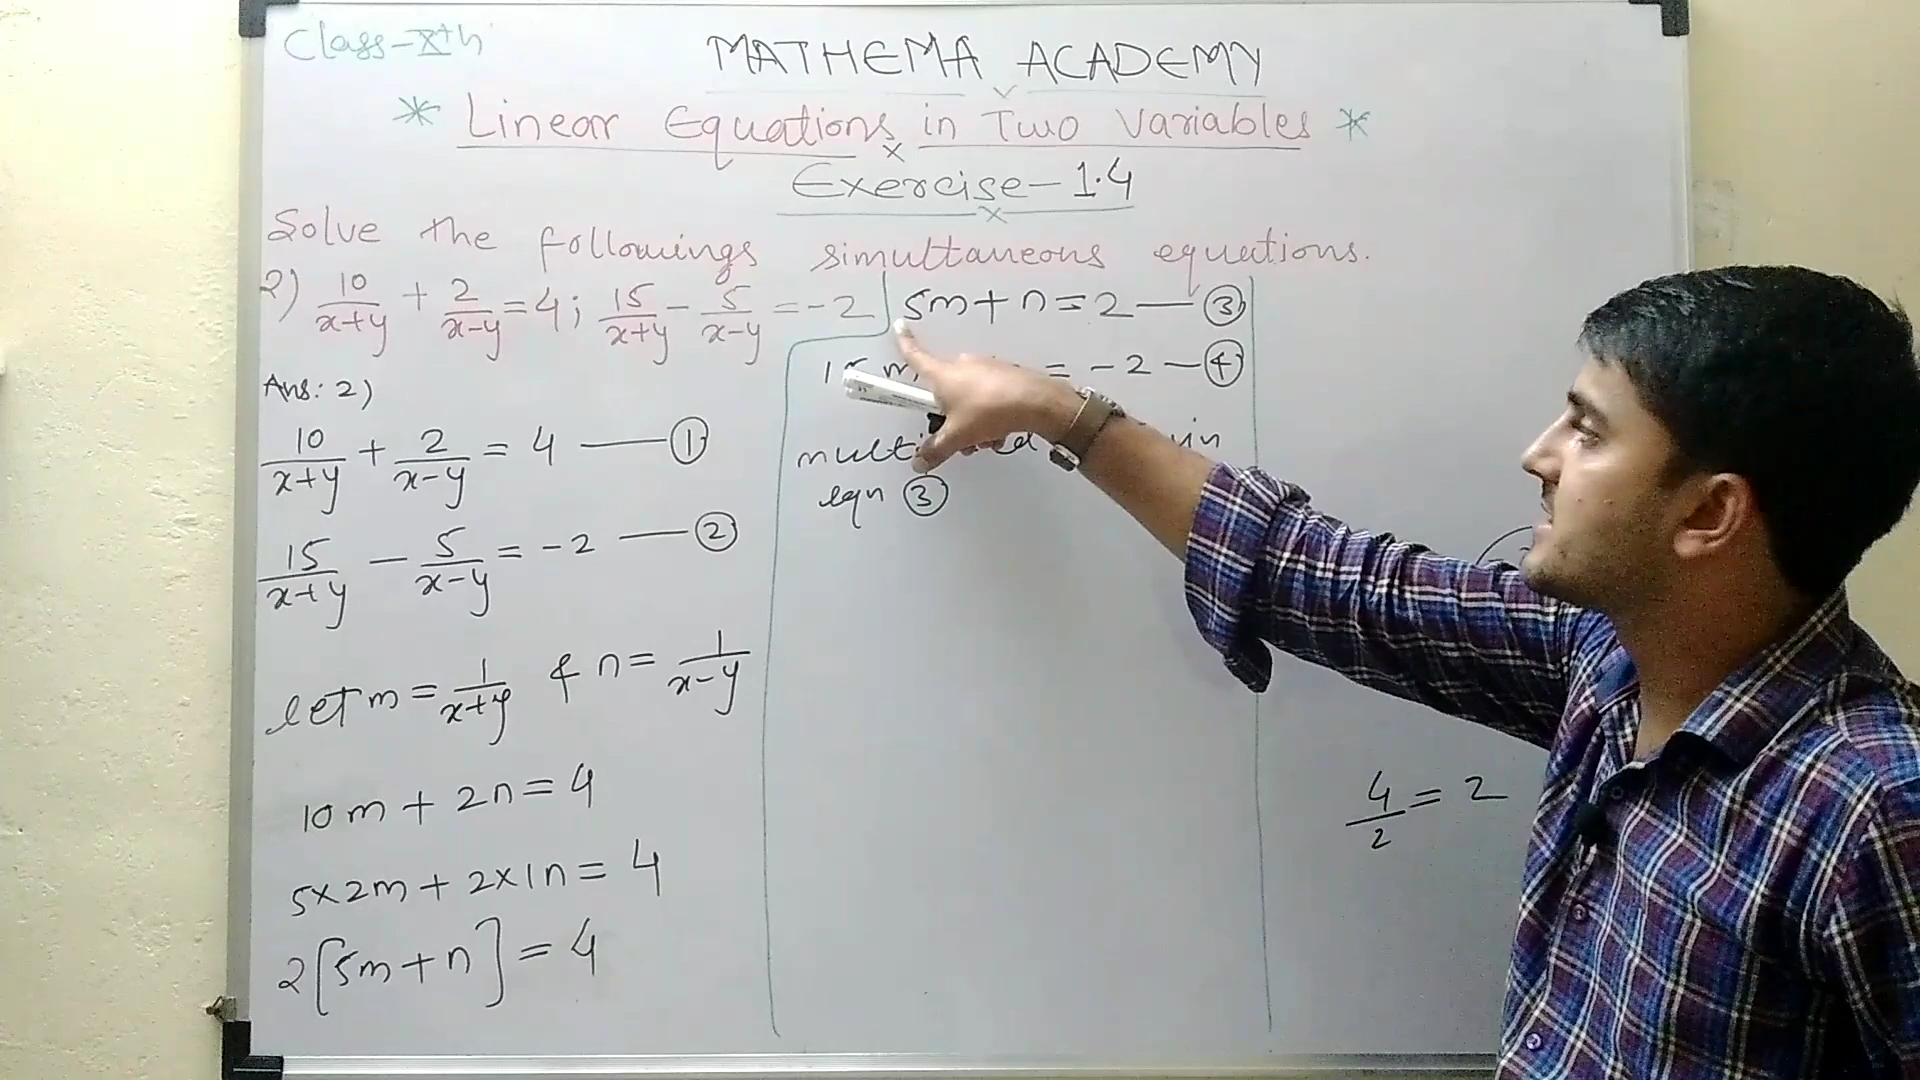 Class-Xth
MATHEMA ACADEMY
* Linear Equations in Two Variables *
Exercise-1.4
Solve the followings simultaneous equations.
2) 10/(x+y) + 2/(x-y) = 4; 15/(x+y) - 5/(x-y) = -2
Ans: 2)
10/(x+y) + 2/(x-y) = 4 — ①
15/(x+y) - 5/(x-y) = -2 — ②
let m = 1/(x+y) & n = 1/(x-y)
10m + 2n = 4
5×2m + 2×1n = 4
2[5m+n] = 4
5m + n = 2 — ③
= -2 — ④
in
eqn ③
4/2 = 2